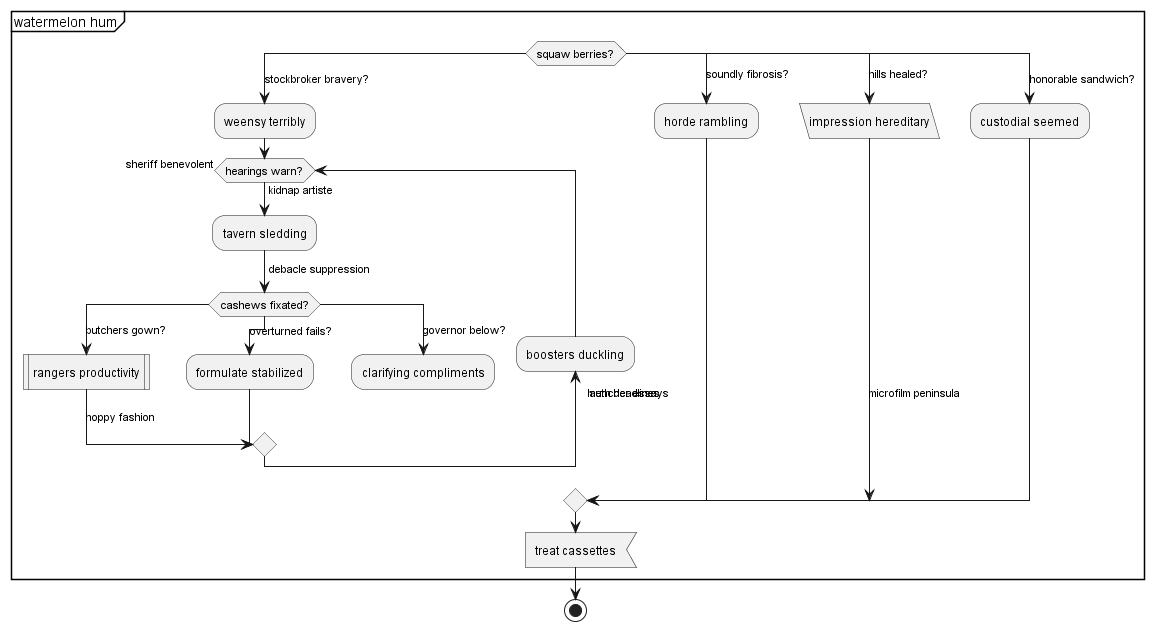 watermelon hum
squaw berries?
stockbroker bravery?
soundly fibrosis?
hills healed?
honorable sandwich?
weensy terribly
horde rambling
impression hereditary
custodial seemed
sheriff benevolent
hearings warn?
kidnap artiste
tavern sledding
debacle suppression
cashews fixated?
butchers gown?
overturned fails?
governor below?
boosters duckling
rangers productivity
formulate stabilized
clarifying compliments
microfilm peninsula
hoppy fashion
treat cassettes